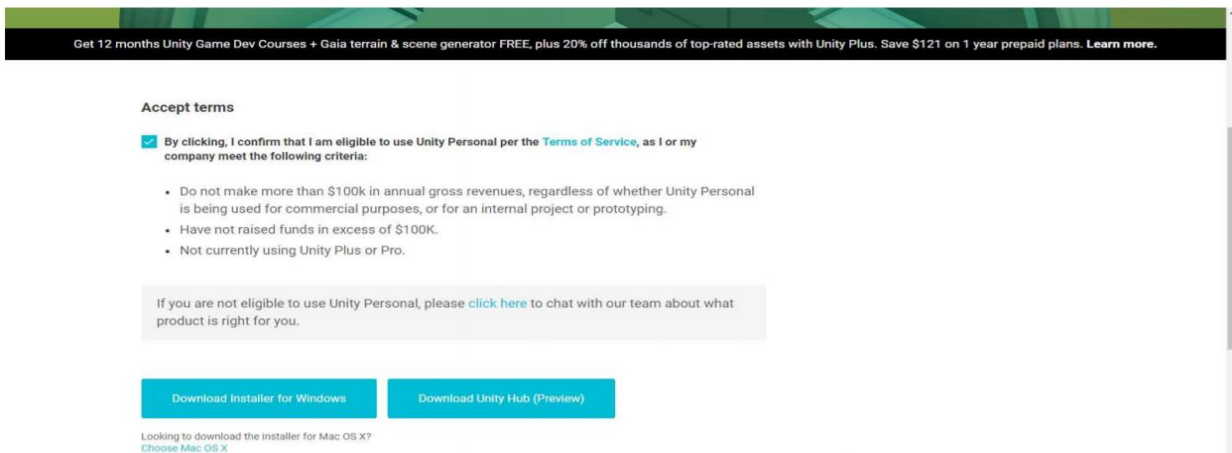 Get 12 months Unity Game Dev Courses + Gaia terrain & scene generator FREE, plus 20% off thousands of top-rated assets with Unity Plus. Save $121 on 1 year prepaid plans. Learn more.
Accept terms
By clicking, I confirm that I am eligible to use Unity Personal per the Terms of Service, as I or my
company meet the following criteria:
• Do not make more than $100k in annual gross revenues, regardless of whether Unity Personal
is being used for commercial purposes, or for an internal project or prototyping.
• Have not raised funds in excess of $100K.
• Not currently using Unity Plus or Pro.
If you are not eligible to use Unity Personal, please click here to chat with our team about what
product is right for you.
Download Installer for Windows Download Unity Hub (Preview)
Looking to download the installer for Mac OS X?
Choose Mac OS X